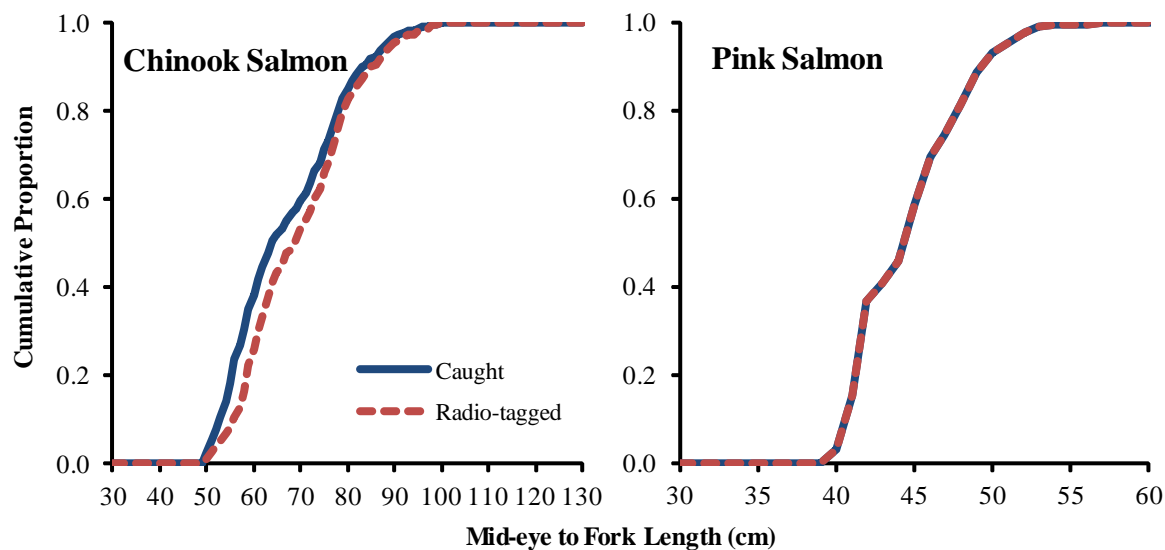 Chinook Salmon
Pink Salmon
Cumulative Proportion
1.0
0.8
0.6
0.4
0.2
0.0
30 40 50 60 70 80 90 100 110 120 130
Caught
Radio-tagged
1.0
0.8
0.6
0.4
0.2
0.0
30 35 40 45 50 55 60
Mid-eye to Fork Length (cm)